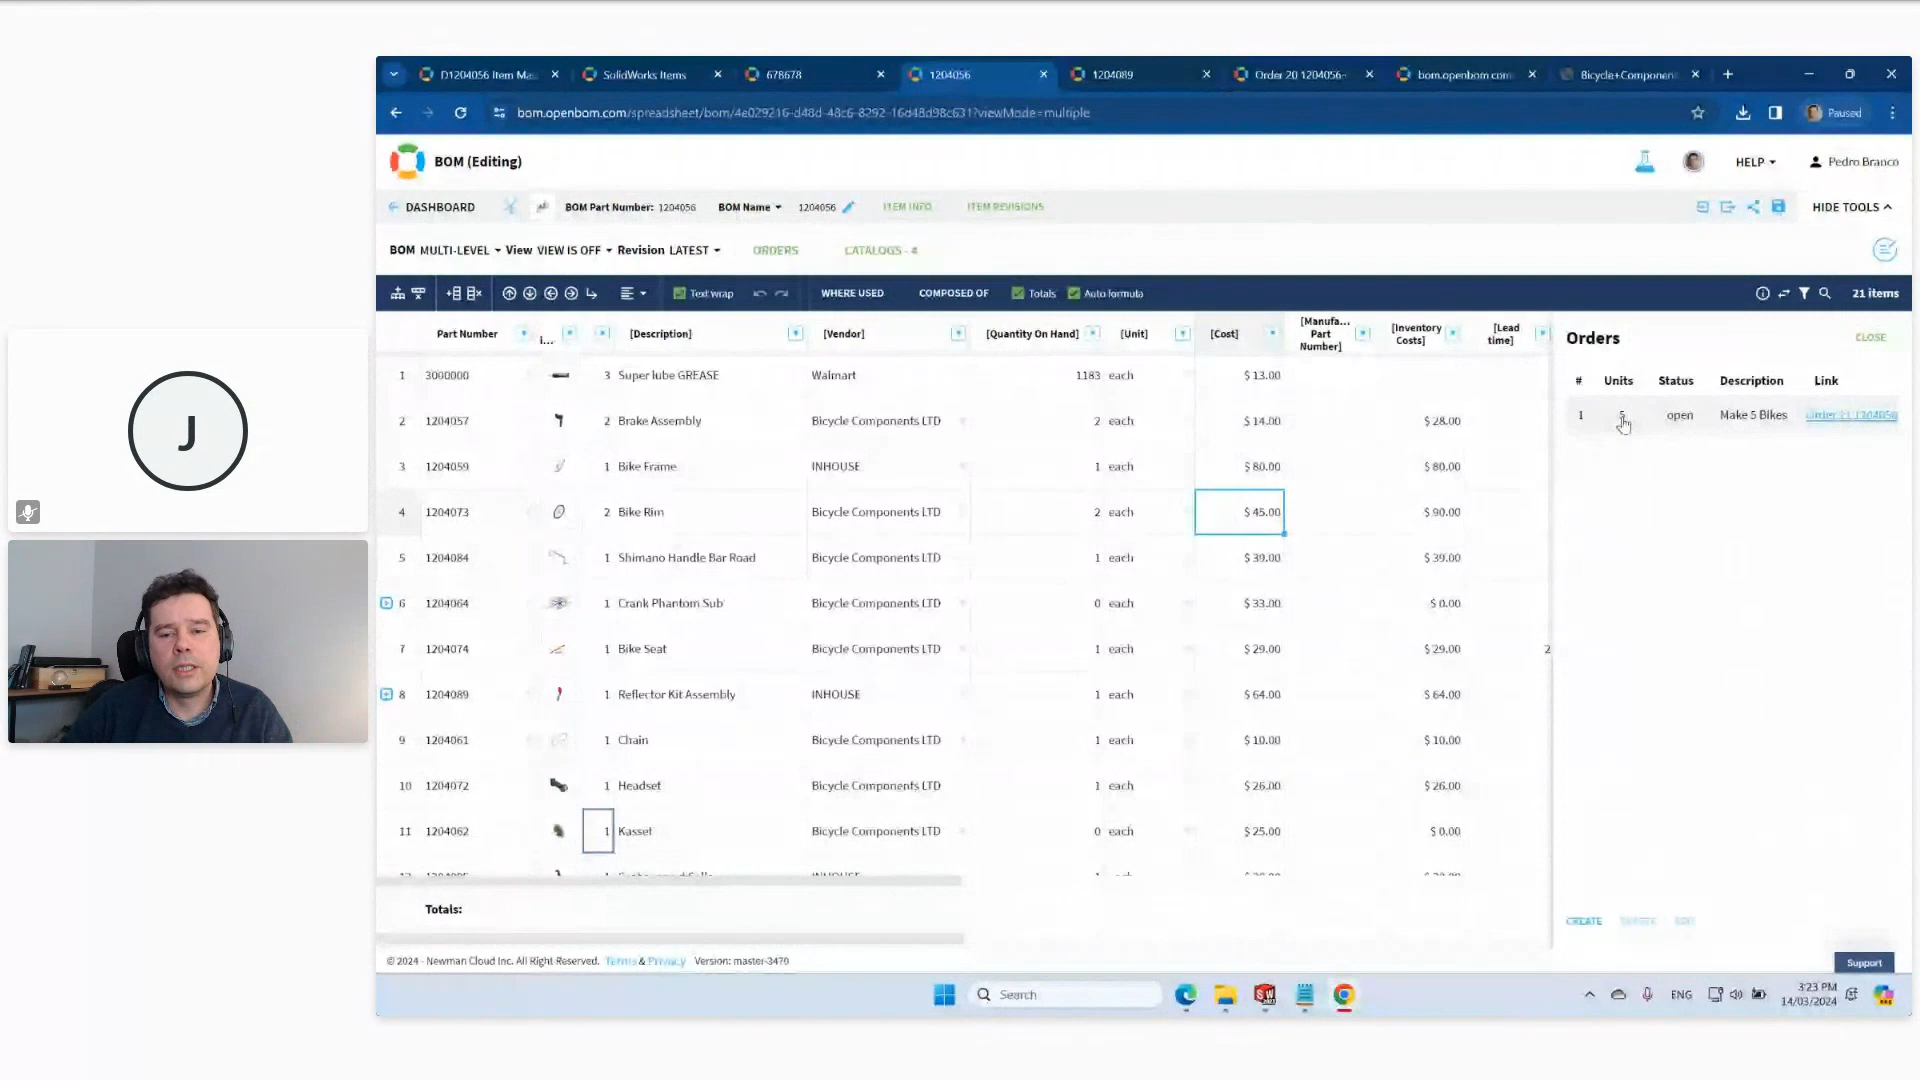 D1204056 Item Ma...
SolidWorks Items
678678
1204056
1204089
Order 20 1204056-
bom.openbom.com
Bicycle+Componen
bom.openbom.com/spreadsheet/bom/4e029216-d48d-48c6-8292-16d48d98c631?viewMode=multiple
Paused
BOM (Editing)
HELP
Pedro Branco
DASHBOARD
BOM Part Number: 1204056
BOM Name
1204056
ITEM INFO
ITEM REVISIONS
HIDE TOOLS
BOM MULTI-LEVEL
View VIEW IS OFF
Revision LATEST
ORDERS
CATALOGS - 4
Text wrap
WHERE USED
COMPOSED OF
Totals
Auto formula
21 items
Part Number
i...
[Description]
[Vendor]
[Quantity On Hand]
[Unit]
[Cost]
[Manufa... Part Number]
[Inventory Costs]
[Lead time]
1 3000000 3 Super lube GREASE Walmart 1183 each $ 13.00
2 1204057 2 Brake Assembly Bicycle Components LTD 2 each $ 14.00 $ 28.00
3 1204059 1 Bike Frame INHOUSE 1 each $ 80.00 $ 80.00
4 1204073 2 Bike Rim Bicycle Components LTD 2 each $ 45.00 $ 90.00
5 1204084 1 Shimano Handle Bar Road Bicycle Components LTD 1 each $ 39.00 $ 39.00
6 1204064 1 Crank Phantom Sub Bicycle Components LTD 0 each $ 33.00 $ 0.00
7 1204074 1 Bike Seat Bicycle Components LTD 1 each $ 29.00 $ 29.00 2
8 1204089 1 Reflector Kit Assembly INHOUSE 1 each $ 64.00 $ 64.00
9 1204061 1 Chain Bicycle Components LTD 1 each $ 10.00 $ 10.00
10 1204072 1 Headset Bicycle Components LTD 1 each $ 26.00 $ 26.00
11 1204062 1 Kasset Bicycle Components LTD 0 each $ 25.00 $ 0.00
Totals:
Orders
CLOSE
# Units Status Description Link
1 5 open Make 5 Bikes Order 21 1204056
CREATE
© 2024 - Newman Cloud Inc. All Right Reserved. Terms & Privacy Version: master-3470
Support
Search
ENG
3:23 PM
14/03/2024
J